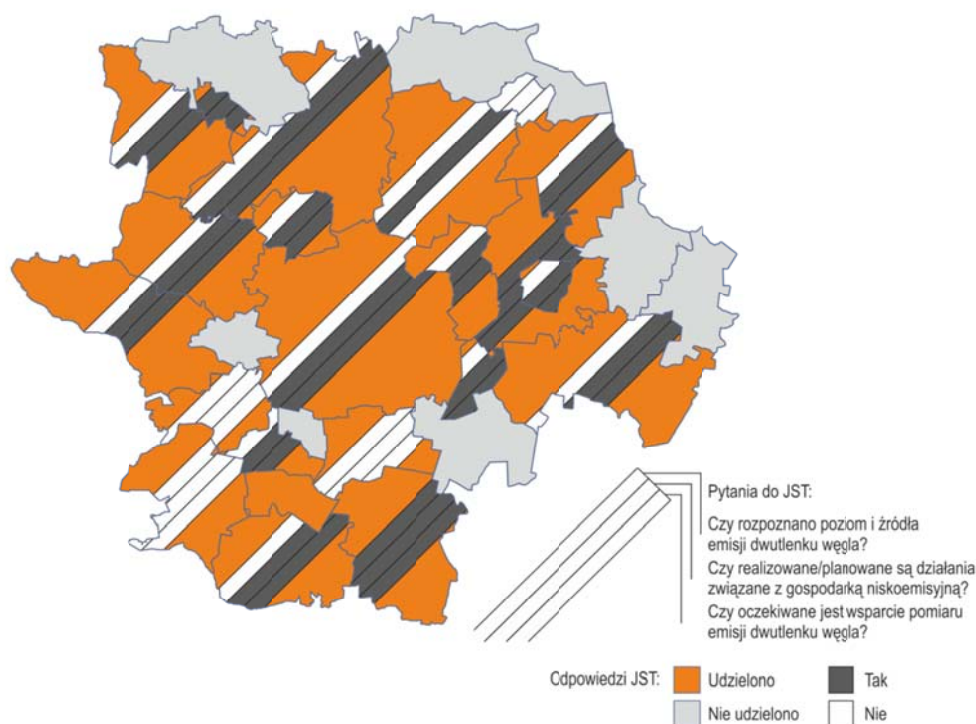 Pytania do JST:
Czy rozpoznano poziom i źródła
emisji dwutlenku węgla?
Czy realizowane/planowane są działania
związane z gospodarką niskoemisyjną?
Czy oczekiwane jest wsparcie pomiaru
emisji dwutlenku węgla?
Odpowiedzi JST: Udzielono Tak
Nie udzielono Nie